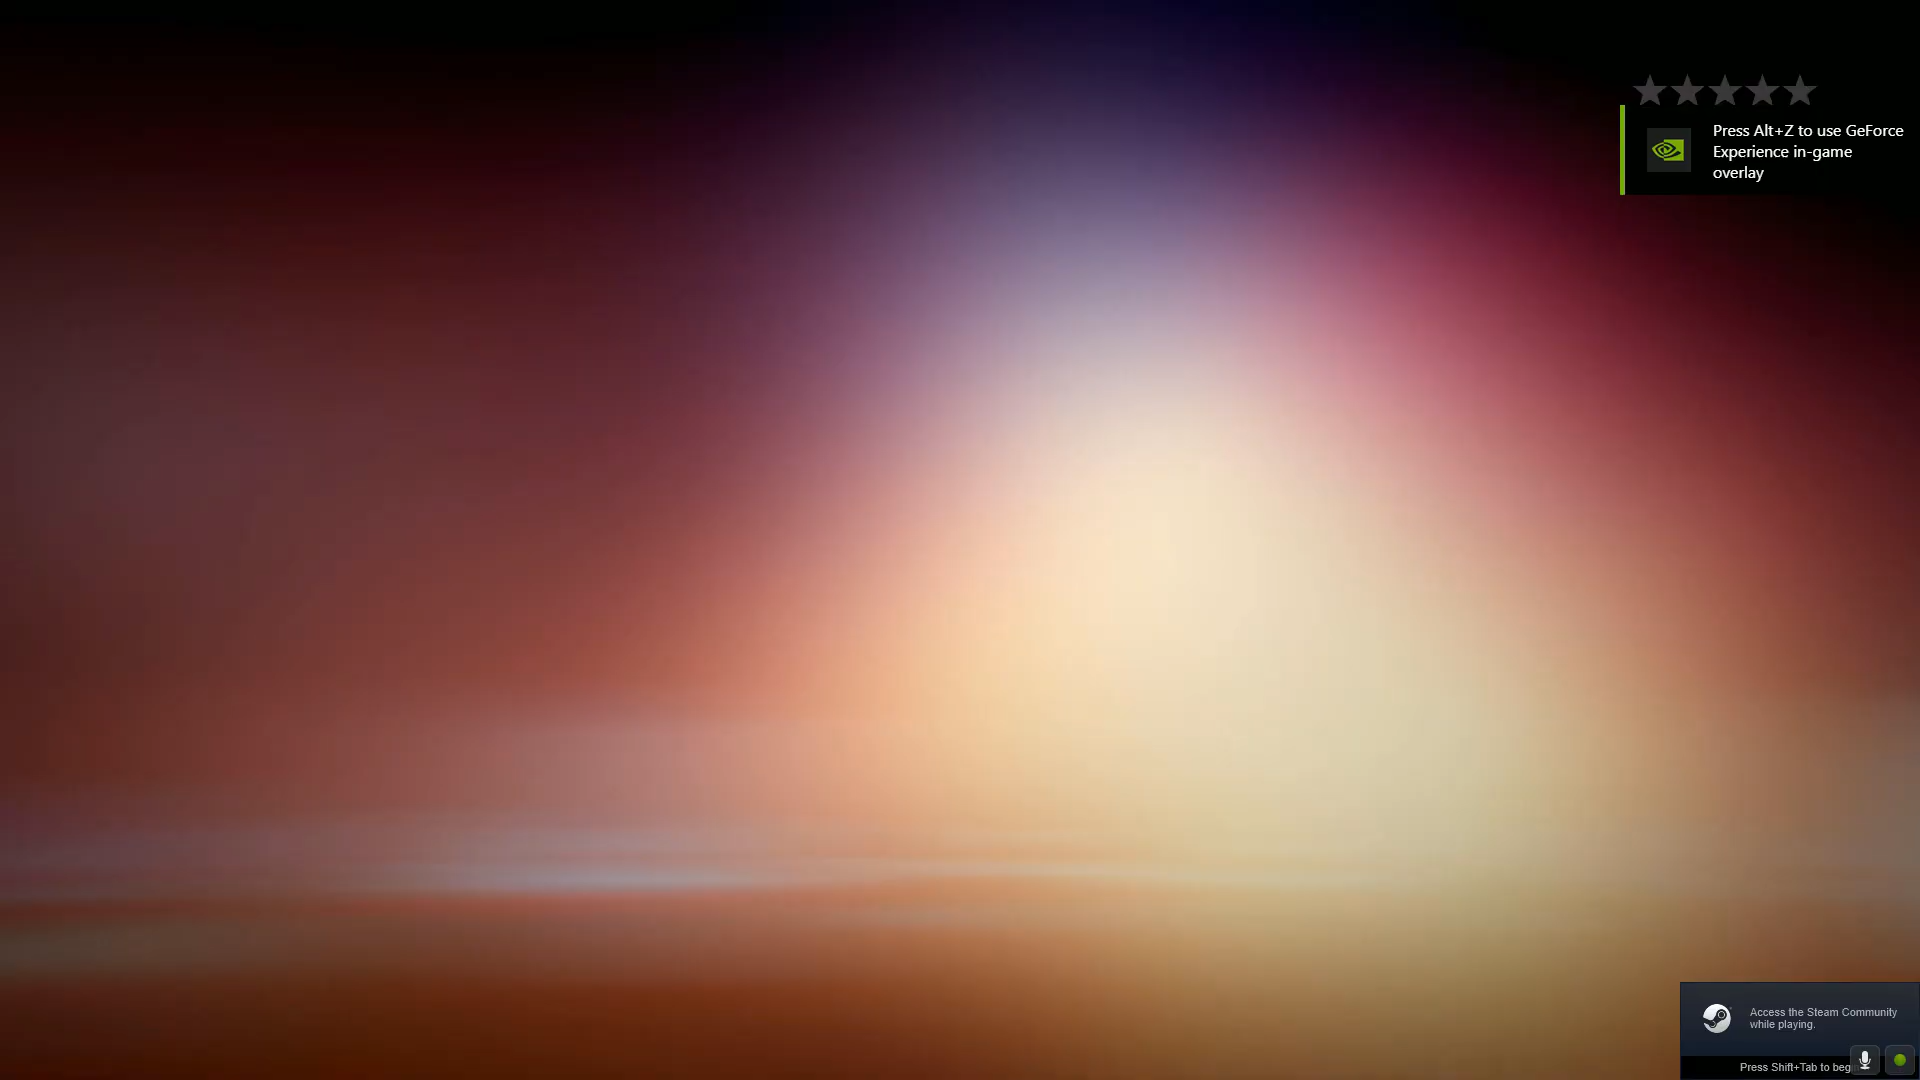 Press Alt+Z to use GeForce
Experience in-game
overlay
Access the Steam Community
while playing.
Press Shift+Tab to